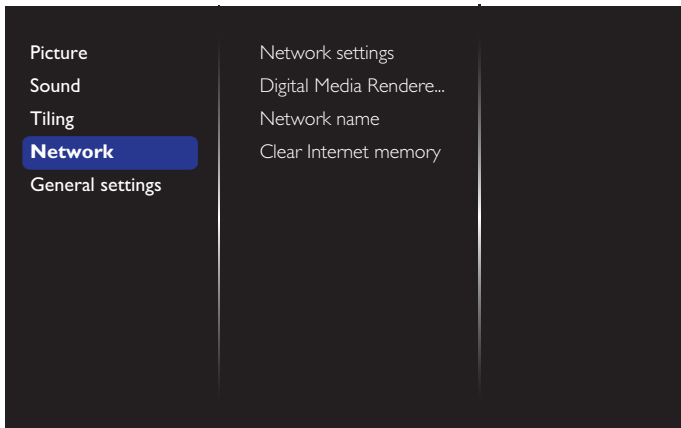 Picture
Sound
Tiling
Network
General settings
Network settings
Digital Media Rendere...
Network name
Clear Internet memory